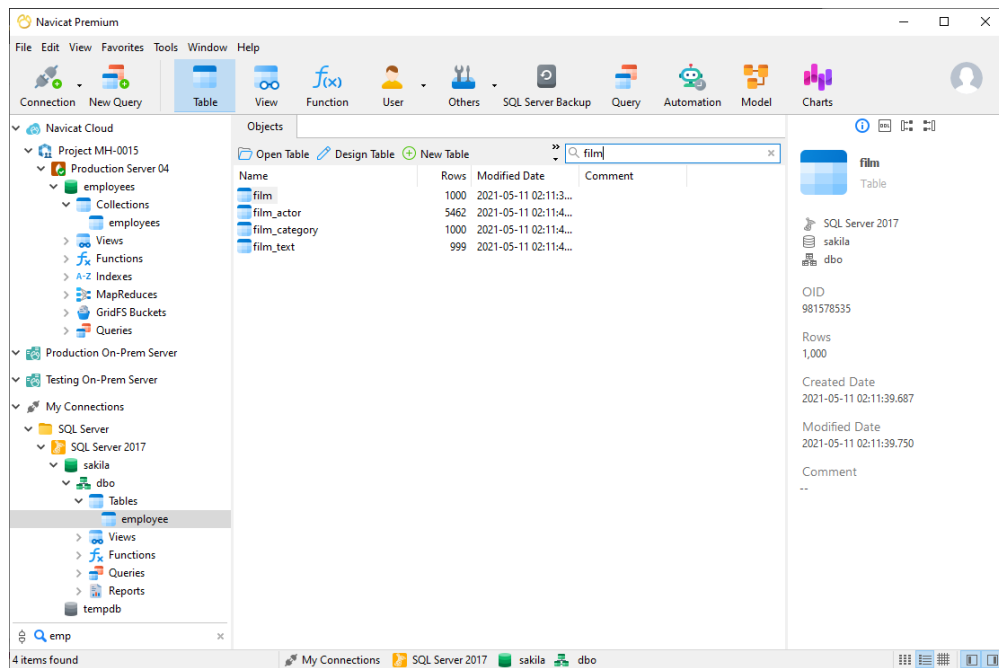 Navicat Premium
File Edit View Favorites Tools Window Help
Connection New Query Table View Function User Others SQL Server Backup Query Automation Model Charts
f(x)
Navicat Cloud
Project MH-0015
Production Server 04
employees
Collections
employees
Views
Functions
A-Z Indexes
MapReduces
GridFS Buckets
Queries
Production On-Prem Server
Testing On-Prem Server
My Connections
SQL Server
SQL Server 2017
sakila
dbo
Tables
employee
Views
Functions
Queries
Reports
tempdb
emp
Objects
Open Table Design Table New Table » film
Name Rows Modified Date Comment
film 1000 2021-05-11 02:11:3...
film_actor 5462 2021-05-11 02:11:4...
film_category 1000 2021-05-11 02:11:4...
film_text 999 2021-05-11 02:11:4...
DDL
film
Table
SQL Server 2017
sakila
dbo
OID
981578535
Rows
1,000
Created Date
2021-05-11 02:11:39.687
Modified Date
2021-05-11 02:11:39.750
Comment
--
4 items found My Connections SQL Server 2017 sakila dbo